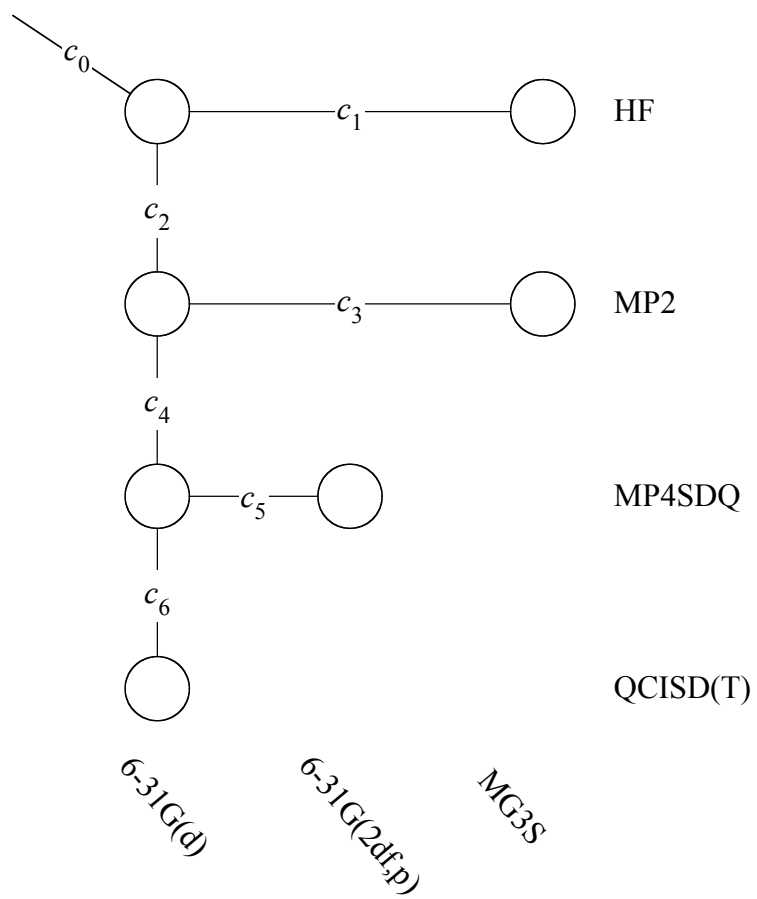 c0
c1 HF
c2
c3 MP2
c4
c5 MP4SDQ
c6
QCISD(T)
6-31G(d) 6-31G(2df,p) MG3S